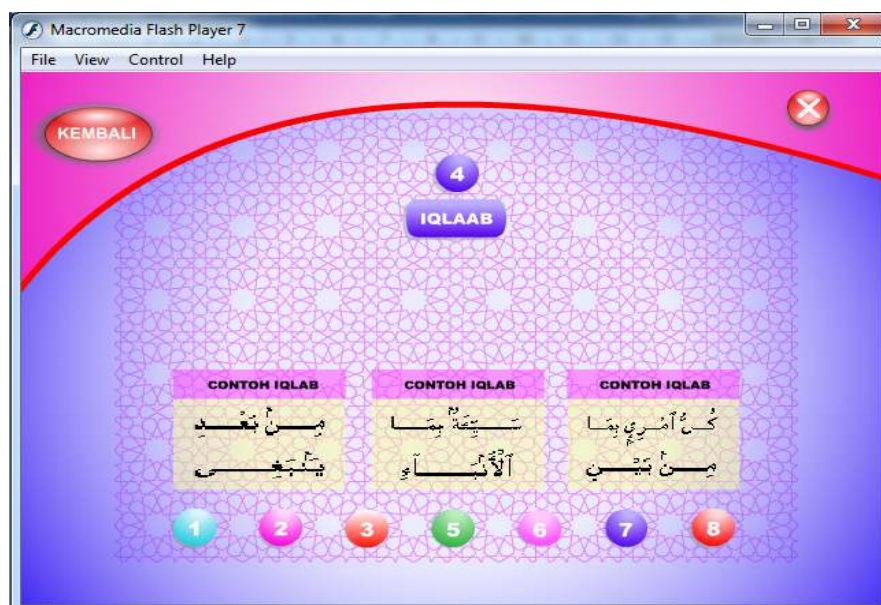 Macromedia Flash Player 7
File View Control Help
KEMBALI
4
IQLAAB
CONTOH IQLAB
مِنۢ بَعْدِ
يَنۢبَغِى
CONTOH IQLAB
سَيِّئَةٌۢ بِمَا
ٱلْأَنۢبَآءِ
CONTOH IQLAB
كُلُّ ٱمْرِئٍۭ بِمَا
مِنۢ بَيْنِ
1 2 3 5 6 7 8